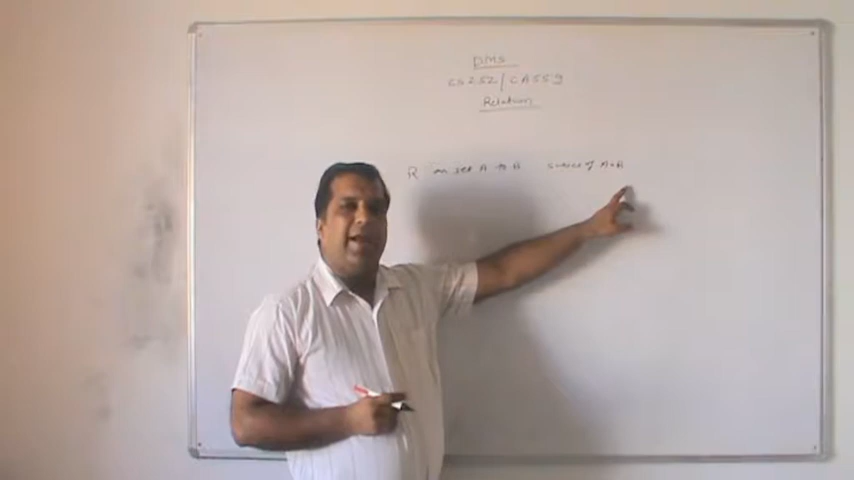 DMS
CS252/CA559
Relation
R on set A to B subset of A×B